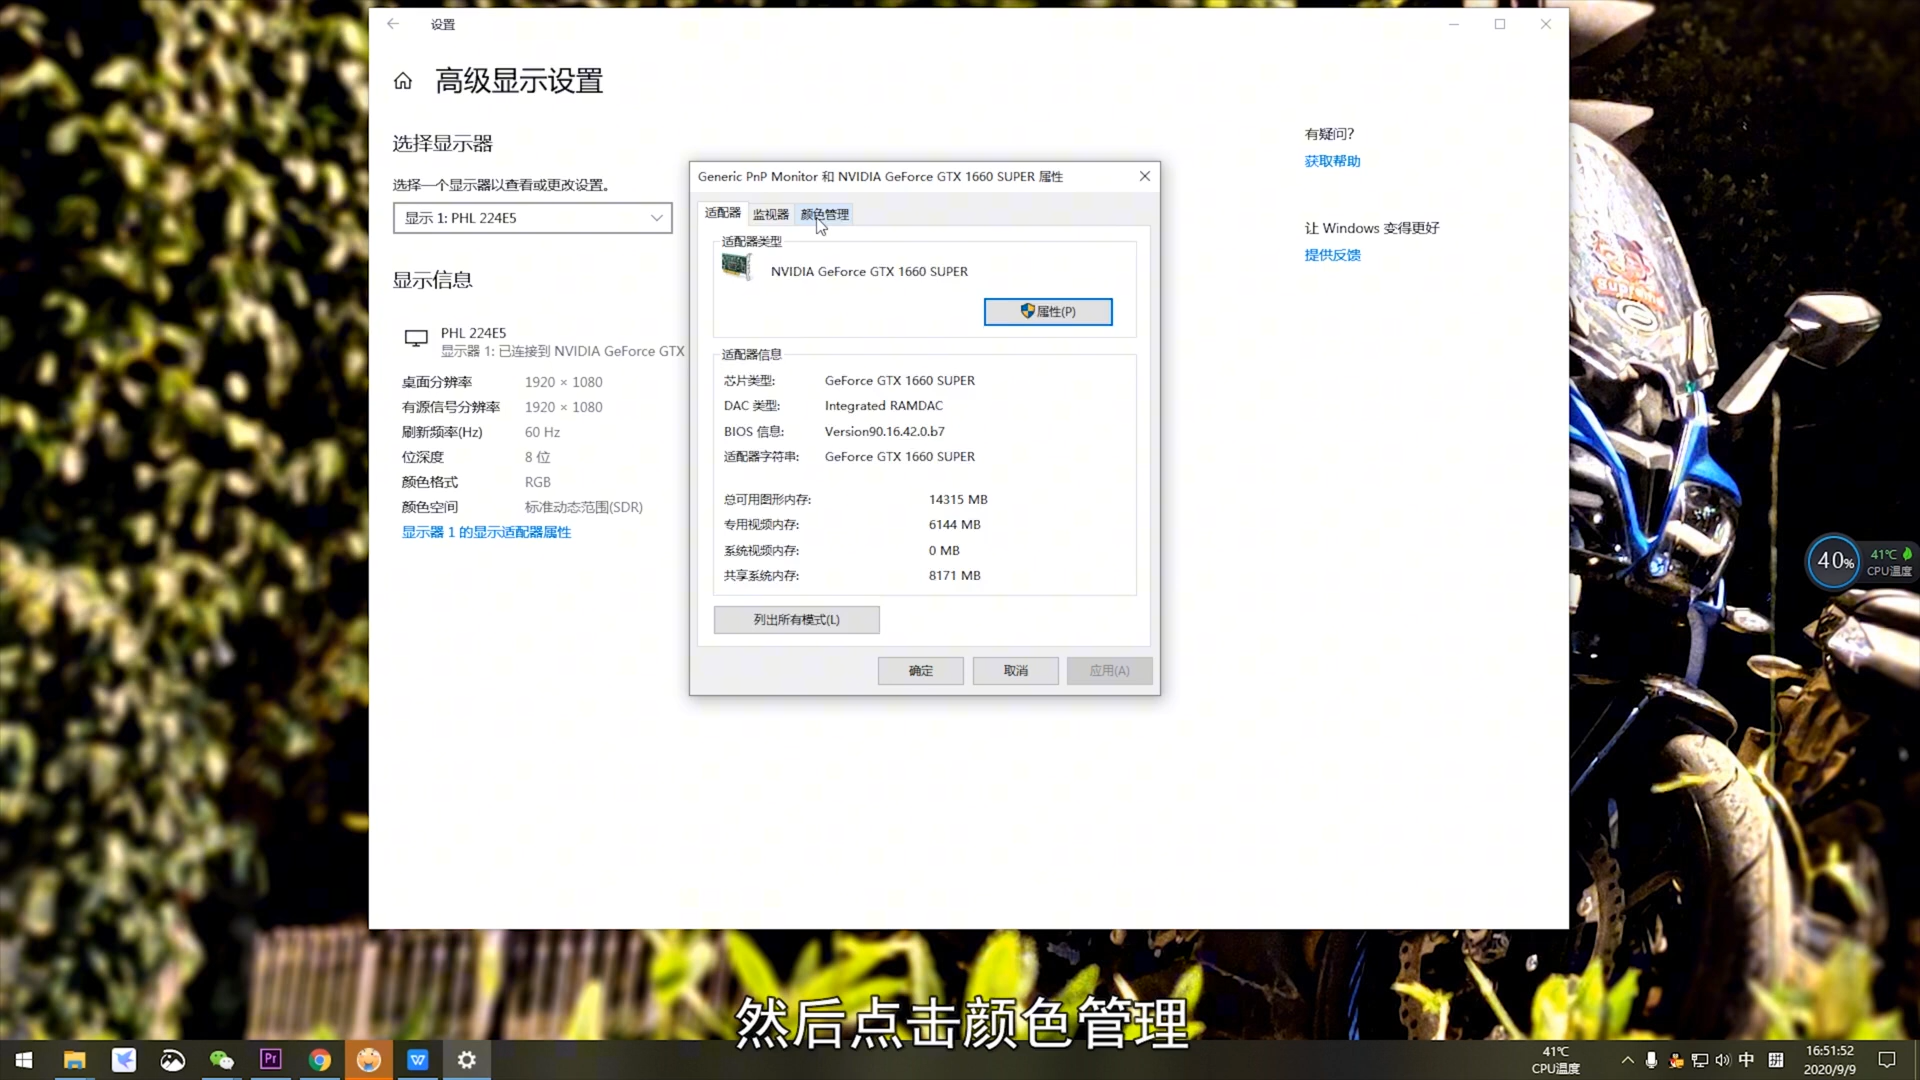 设置
高级显示设置
选择显示器
选择一个显示器以查看或更改设置。
显示 1: PHL 224E5
显示信息
PHL 224E5
显示器 1: 已连接到 NVIDIA GeForce GTX
桌面分辨率 1920 × 1080
有源信号分辨率 1920 × 1080
刷新频率(Hz) 60 Hz
位深度 8 位
颜色格式 RGB
颜色空间 标准动态范围(SDR)
显示器 1 的显示适配器属性
有疑问?
获取帮助
让 Windows 变得更好
提供反馈
Generic PnP Monitor 和 NVIDIA GeForce GTX 1660 SUPER 属性
适配器 监视器 颜色管理
适配器类型
NVIDIA GeForce GTX 1660 SUPER
属性(P)
适配器信息
芯片类型: GeForce GTX 1660 SUPER
DAC 类型: Integrated RAMDAC
BIOS 信息: Version90.16.42.0.b7
适配器字符串: GeForce GTX 1660 SUPER
总可用图形内存: 14315 MB
专用视频内存: 6144 MB
系统视频内存: 0 MB
共享系统内存: 8171 MB
列出所有模式(L)
确定 取消 应用(A)
40% 41℃
CPU温度
然后点击颜色管理
Pr
W
41℃
CPU温度
中 拼
16:51:52
2020/9/9